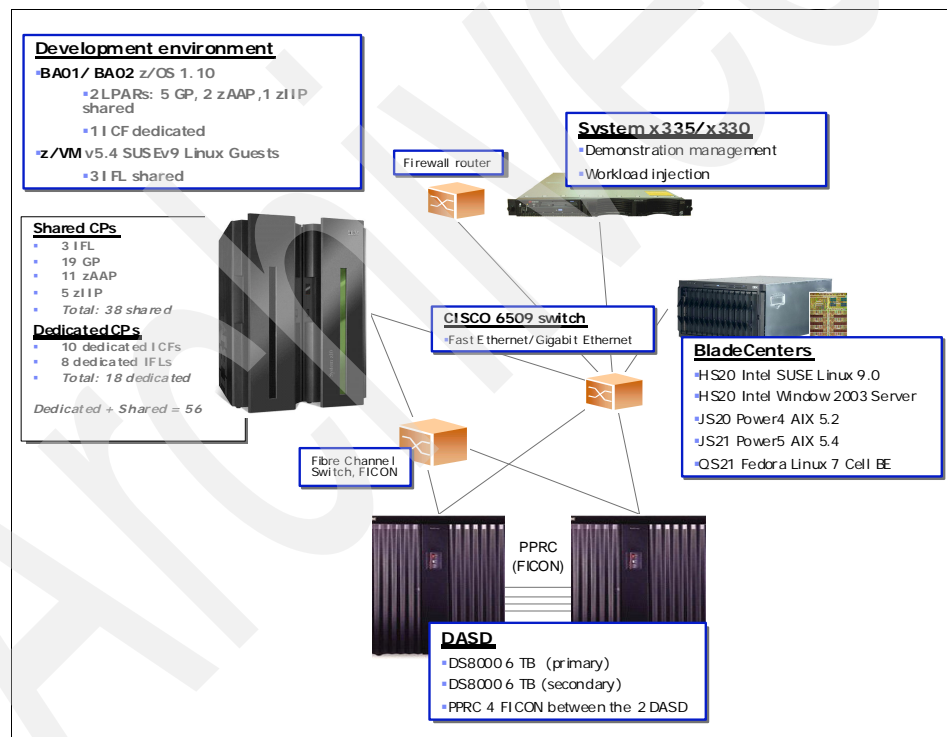 Development environment
BA01/ BA02 z/OS 1.10
2 LPARs: 5 GP, 2 zAAP ,1 zIIP
shared
1 ICF dedicated
z/VM v5.4 SUSEv9 Linux Guests
3 IFL shared
System x335/x330
Demonstration management
Workload injection
Firewall router
Shared CPs
3 IFL
19 GP
11 zAAP
5 zIIP
Total: 38 shared
Dedicated CPs
10 dedicated ICFs
8 dedicated IFLs
Total: 18 dedicated
Dedicated + Shared = 56
CISCO 6509 switch
Fast Ethernet/Gigabit Ethernet
BladeCenters
HS20 Intel SUSE Linux 9.0
HS20 Intel Window 2003 Server
JS20 Power4 AIX 5.2
JS21 Power5 AIX 5.4
QS21 Fedora Linux 7 Cell BE
Fibre Channel
Switch, FICON
PPRC
(FICON)
DASD
DS8000 6 TB (primary)
DS8000 6 TB (secondary)
PPRC 4 FICON between the 2 DASD
Archived